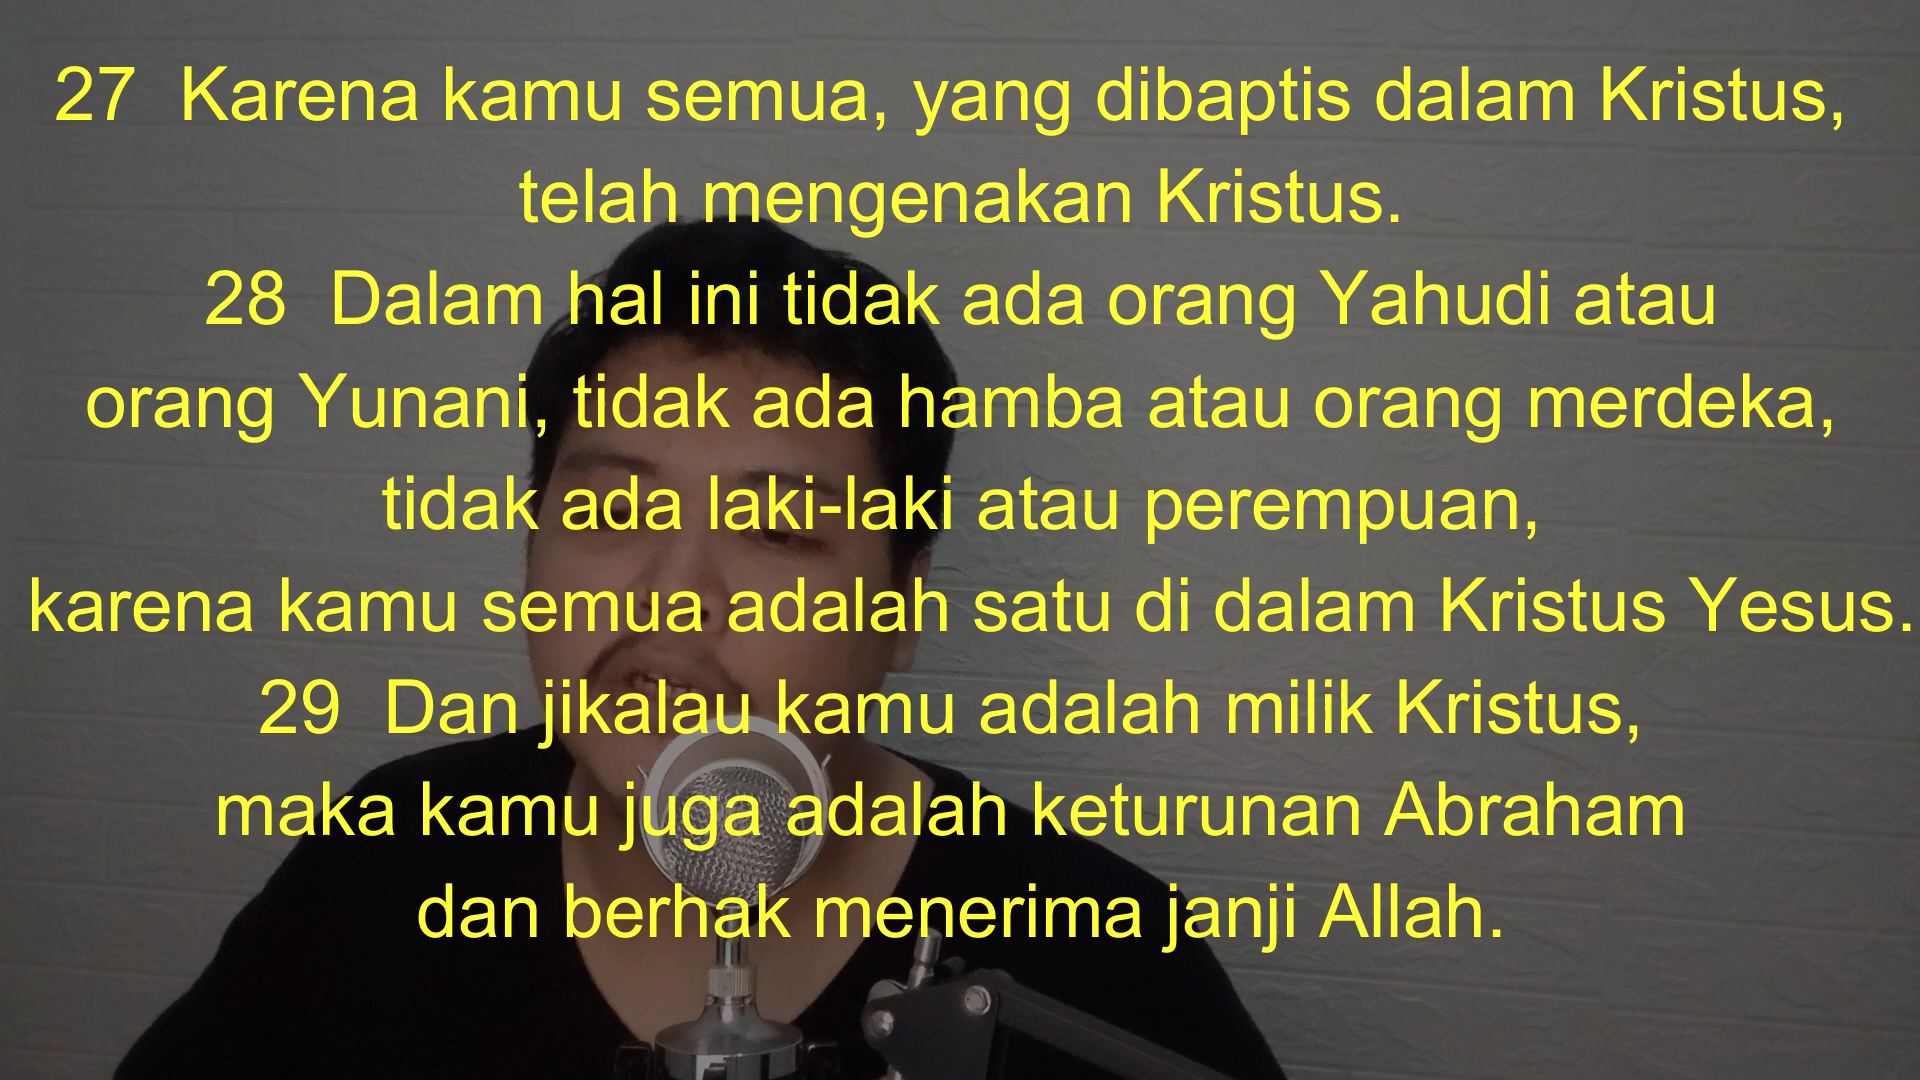 27  Karena kamu semua, yang dibaptis dalam Kristus,
telah mengenakan Kristus.
28  Dalam hal ini tidak ada orang Yahudi atau
orang Yunani, tidak ada hamba atau orang merdeka,
tidak ada laki-laki atau perempuan,
karena kamu semua adalah satu di dalam Kristus Yesus.
29  Dan jikalau kamu adalah milik Kristus,
maka kamu juga adalah keturunan Abraham
dan berhak menerima janji Allah.